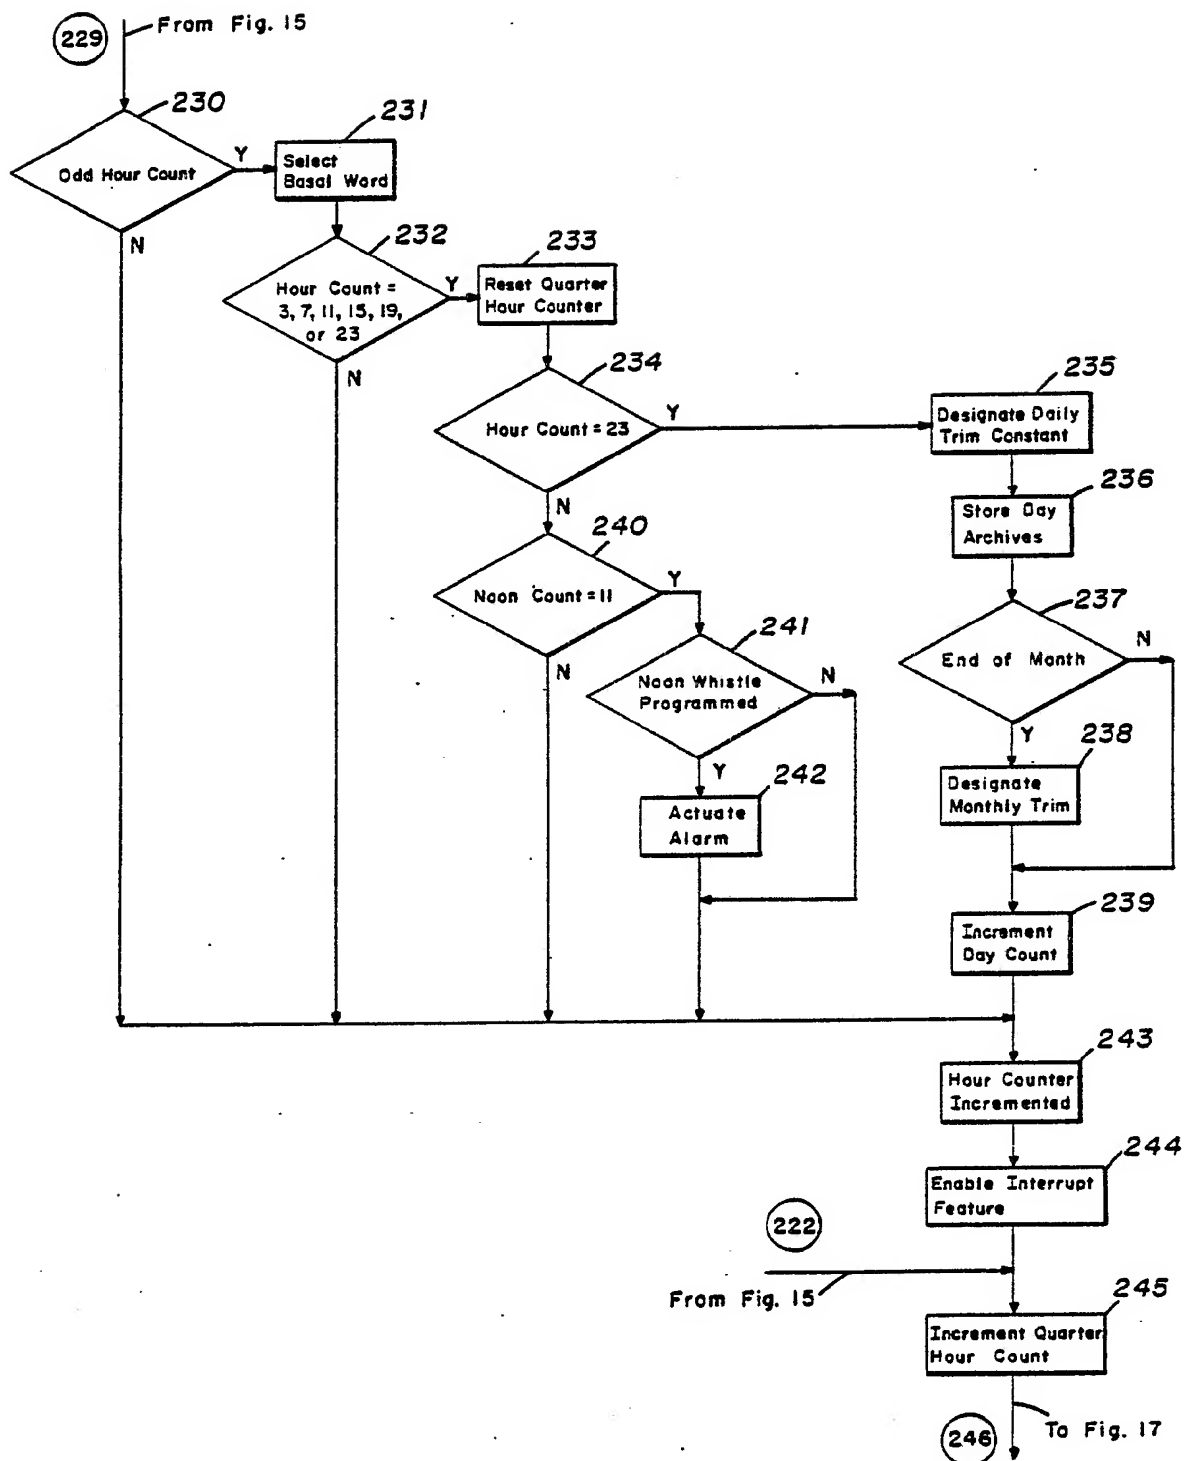 229
From Fig. 15
230
Odd Hour Count
Y
N
231
Select
Basal Word
232
Hour Count =
3, 7, 11, 15, 19,
or 23
Y
N
233
Reset Quarter
Hour Counter
234
Hour Count = 23
Y
N
235
Designate Daily
Trim Constant
236
Store Day
Archives
237
End of Month
N
Y
238
Designate
Monthly Trim
239
Increment
Day Count
240
Noon Count = 11
Y
N
241
Noon Whistle
Programmed
N
Y
242
Actuate
Alarm
243
Hour Counter
Incremented
244
Enable Interrupt
Feature
222
From Fig. 15
245
Increment Quarter
Hour Count
246
To Fig. 17